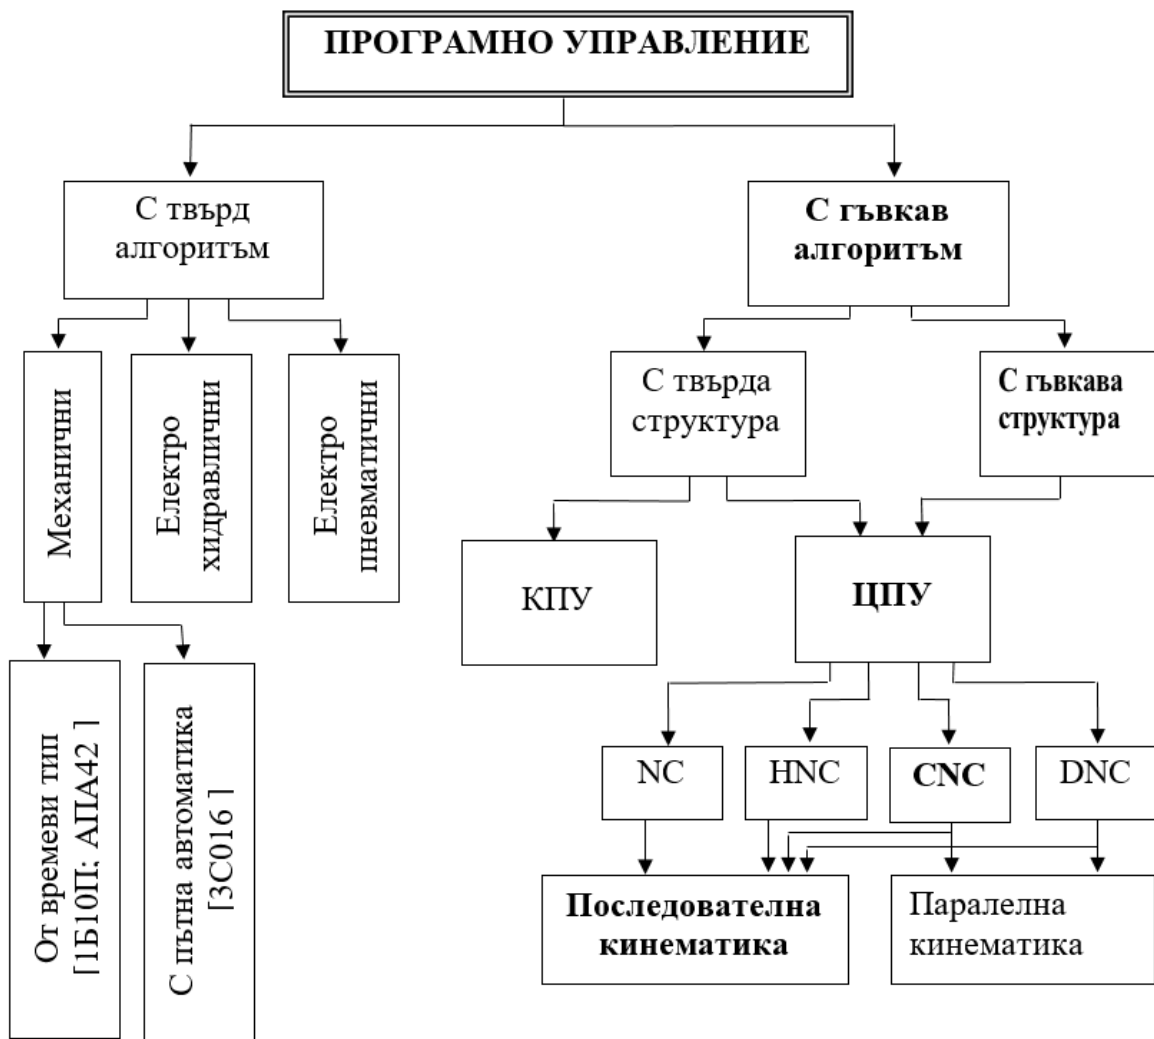 ПРОГРАМНО УПРАВЛЕНИЕ
С твърд
алгоритъм
С гъвкав
алгоритъм
Механични
Електро
хидравлични
Електро
пневматични
С твърда
структура
С гъвкава
структура
КПУ
ЦПУ
От времеви тип
[1Б10П; АПА42 ]
С пътна автоматика
[3С016 ]
NC
HNC
CNC
DNC
Последователна
кинематика
Паралелна
кинематика